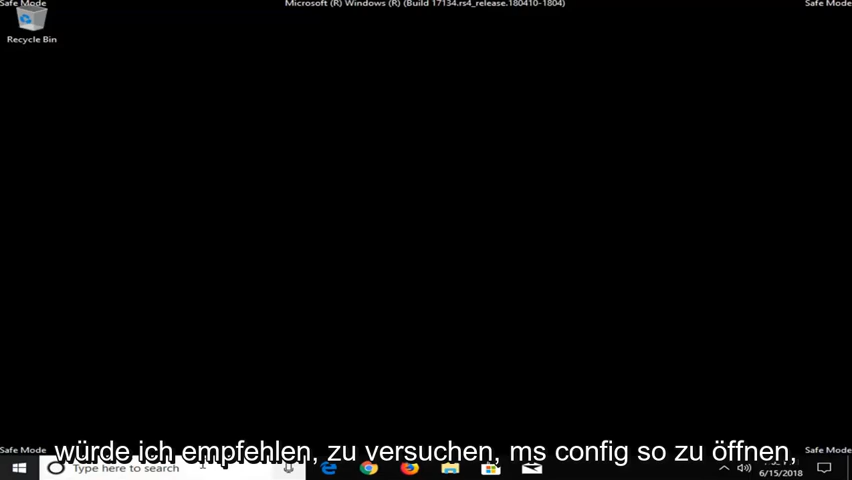 Safe Mode
Microsoft (R) Windows (R) (Build 17134.rs4_release.180410-1804)
Safe Mode
Recycle Bin
würde ich empfehlen, zu versuchen, ms config so zu öffnen,
Safe Mode
Safe Mode
Type here to search
6/15/2018